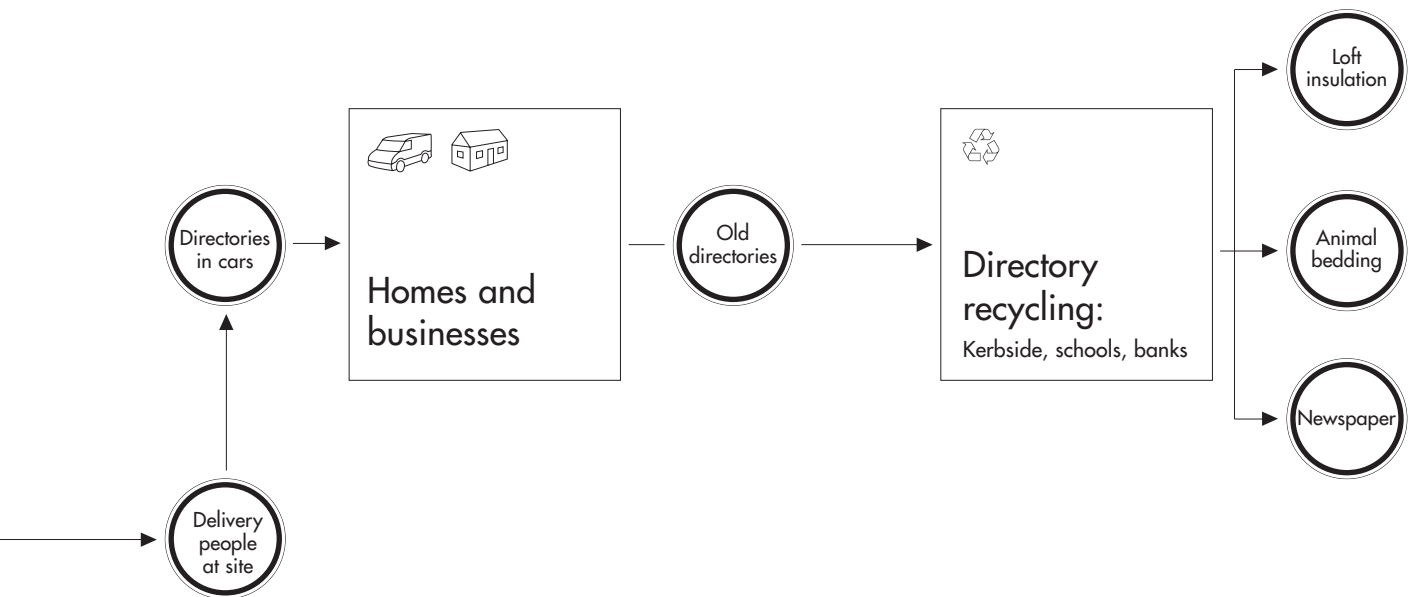 Delivery
people
at site
Directories
in cars
Homes and
businesses
Old
directories
Directory
recycling:
Kerbside, schools, banks
Loft
insulation
Animal
bedding
Newspaper